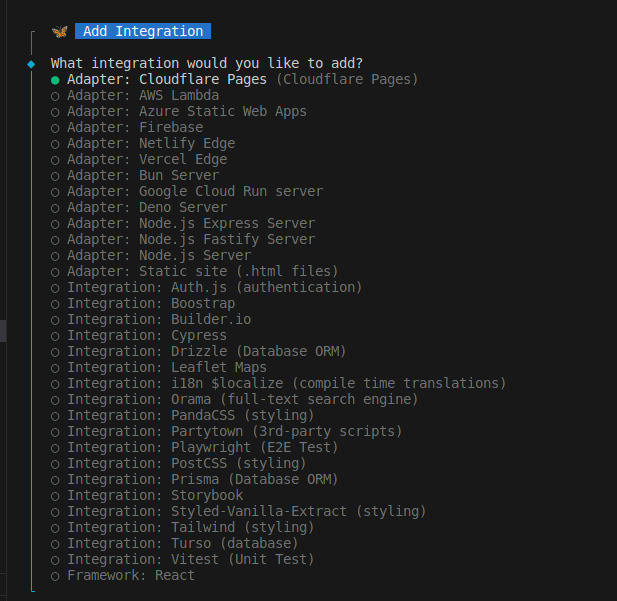 Add Integration
What integration would you like to add?
Adapter: Cloudflare Pages (Cloudflare Pages)
Adapter: AWS Lambda
Adapter: Azure Static Web Apps
Adapter: Firebase
Adapter: Netlify Edge
Adapter: Vercel Edge
Adapter: Bun Server
Adapter: Google Cloud Run server
Adapter: Deno Server
Adapter: Node.js Express Server
Adapter: Node.js Fastify Server
Adapter: Node.js Server
Adapter: Static site (.html files)
Integration: Auth.js (authentication)
Integration: Boostrap
Integration: Builder.io
Integration: Cypress
Integration: Drizzle (Database ORM)
Integration: Leaflet Maps
Integration: i18n $localize (compile time translations)
Integration: Orama (full-text search engine)
Integration: PandaCSS (styling)
Integration: Partytown (3rd-party scripts)
Integration: Playwright (E2E Test)
Integration: PostCSS (styling)
Integration: Prisma (Database ORM)
Integration: Storybook
Integration: Styled-Vanilla-Extract (styling)
Integration: Tailwind (styling)
Integration: Turso (database)
Integration: Vitest (Unit Test)
Framework: React